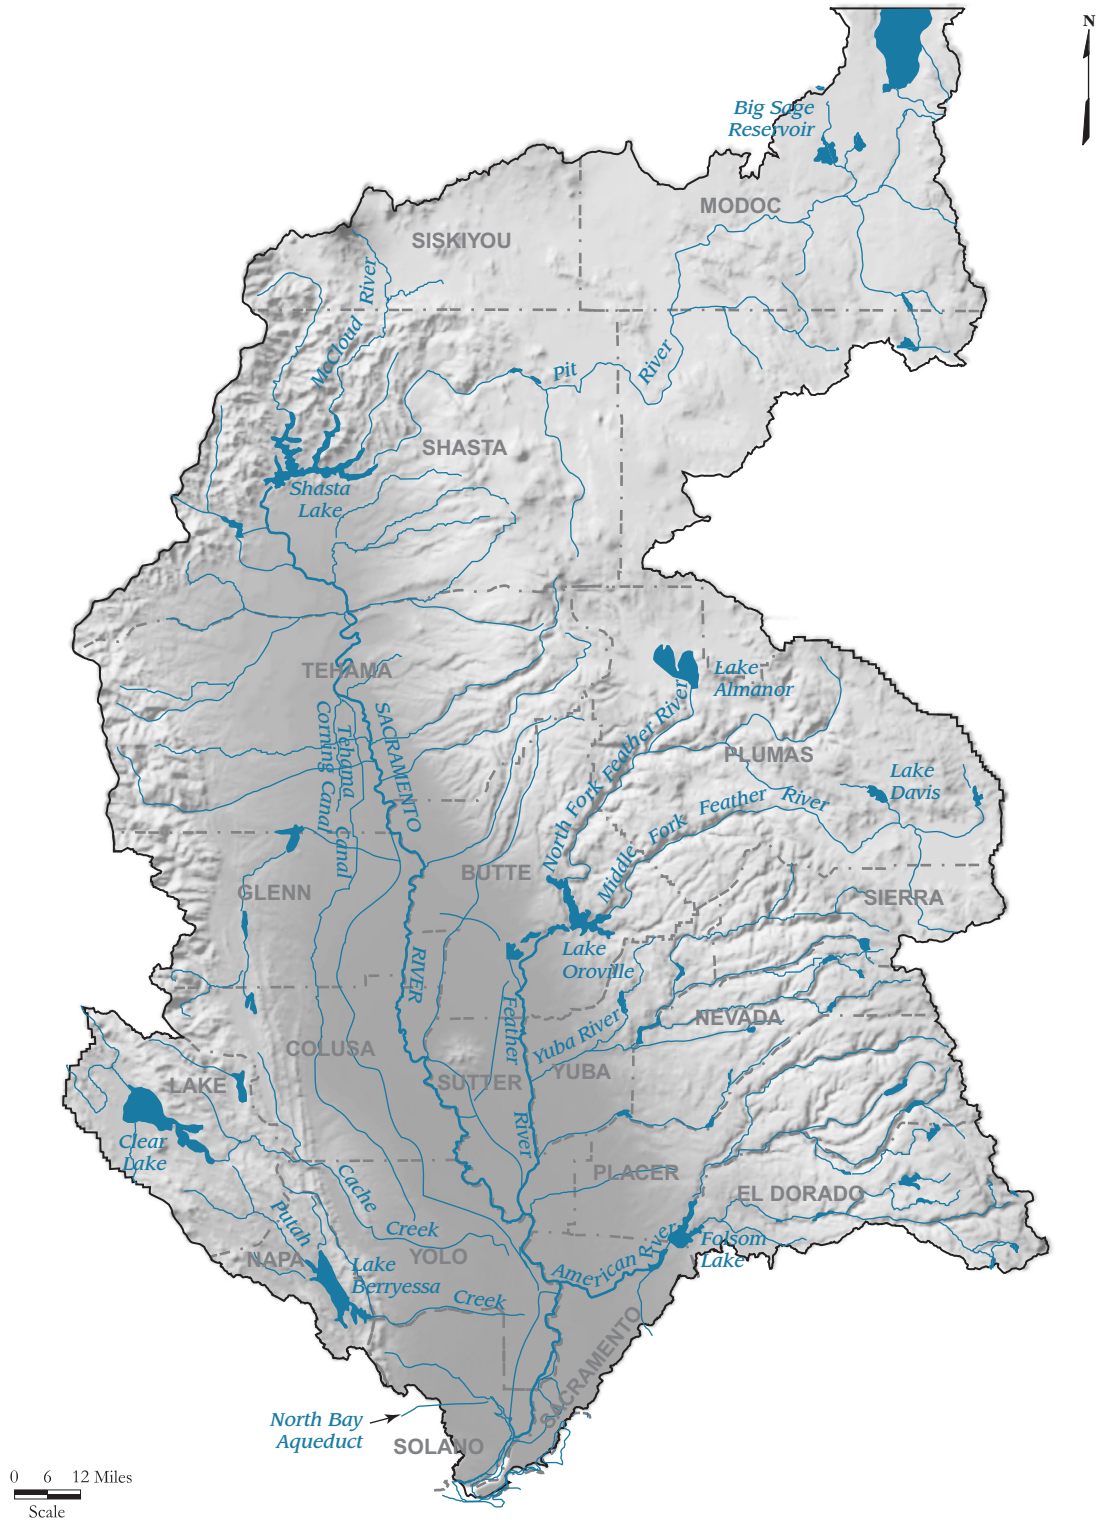 N
Big Sage
Reservoir
MODOC
SISKIYOU
McCloud River
Pit River
SHASTA
Shasta
Lake
TEHAMA
Lake
Almanor
SACRAMENTO RIVER
Tehama
Corning Canal
Canal
North Fork Feather River
PLUMAS
Lake
Davis
Middle Fork Feather River
BUTTE
GLENN
SIERRA
Lake
Oroville
Feather River
NEVADA
Yuba River
COLUSA
YUBA
SUTTER
LAKE
Clear
Lake
PLACER
EL DORADO
Cache Creek
Putah Creek
American River
Folsom
Lake
YOLO
NAPA
Lake
Berryessa
SACRAMENTO
North Bay
Aqueduct
SOLANO
0 6 12 Miles
Scale